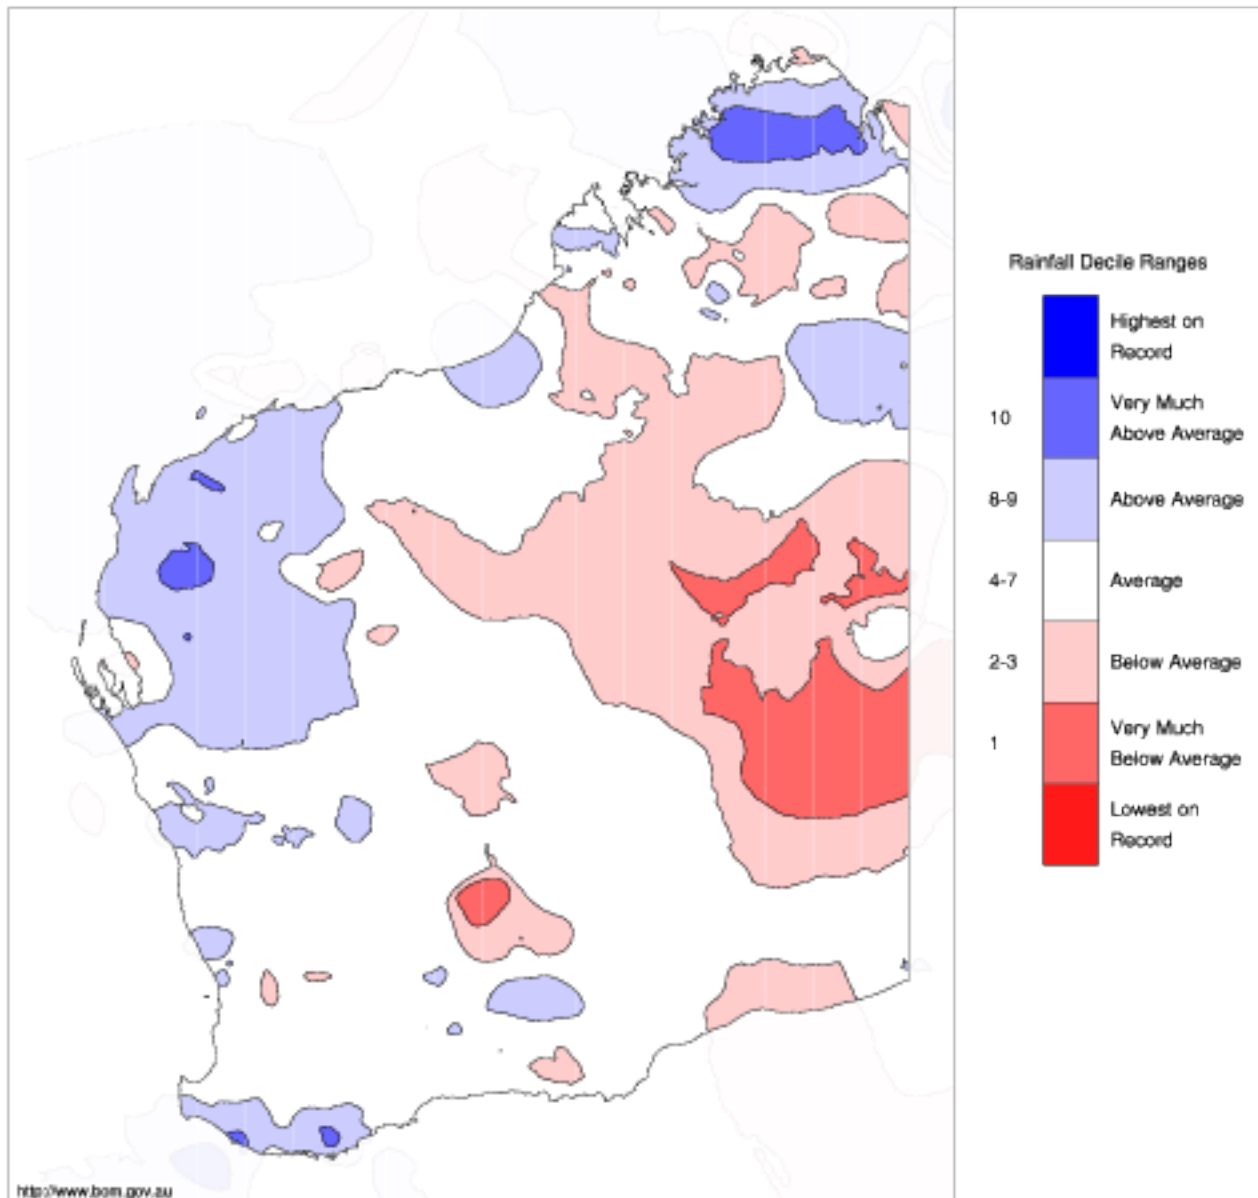 Rainfall Decile Ranges
Highest on
Record
10
Very Much
Above Average
8-9
Above Average
4-7
Average
2-3
Below Average
1
Very Much
Below Average
Lowest on
Record
http://www.bom.gov.au